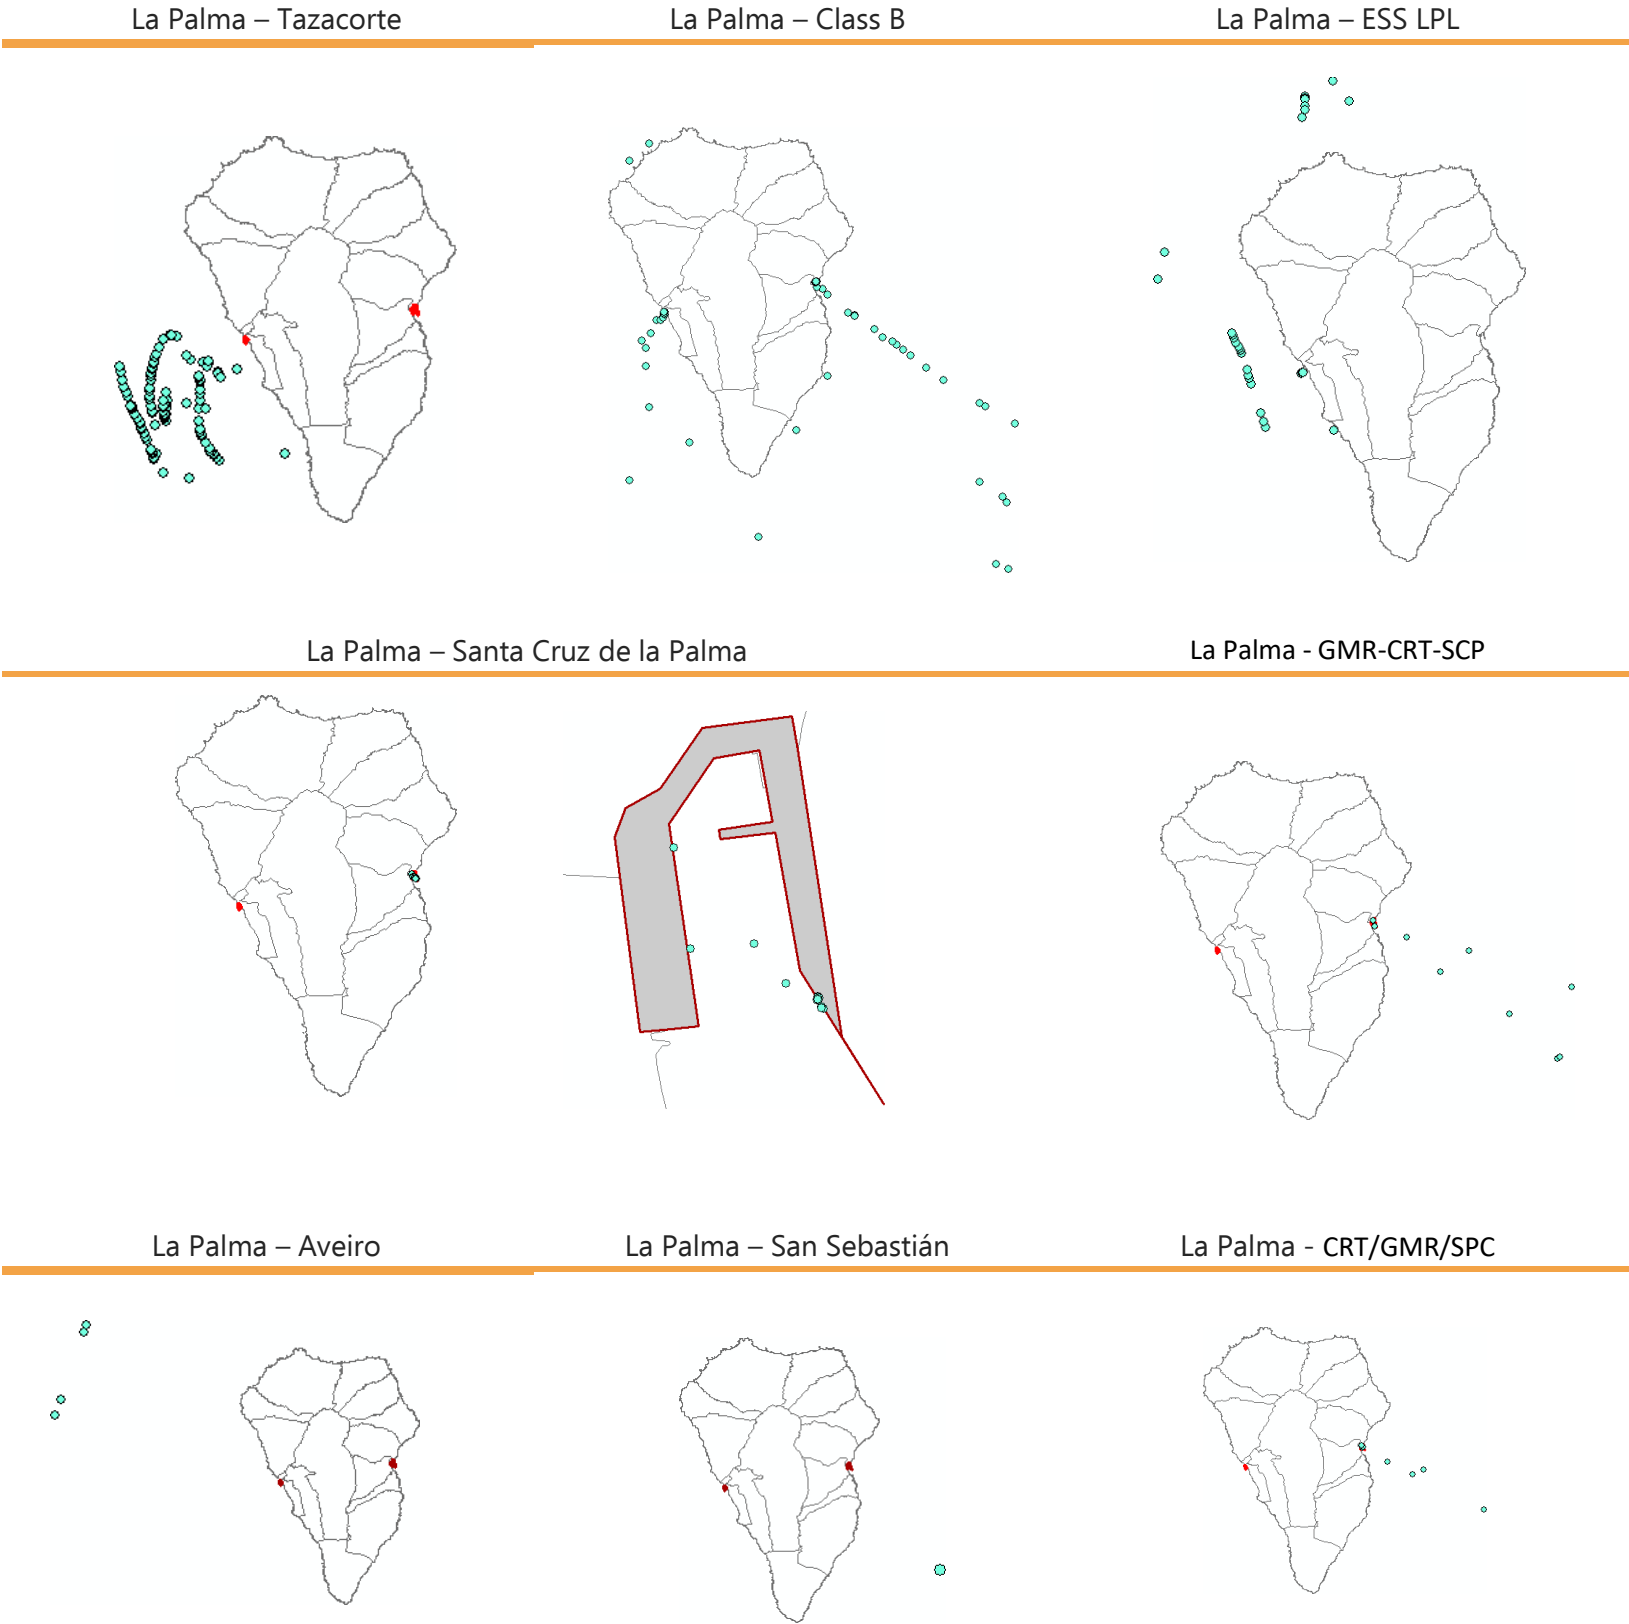 La Palma – Tazacorte
La Palma – Class B
La Palma – ESS LPL
La Palma – Santa Cruz de la Palma
La Palma - GMR-CRT-SCP
La Palma – Aveiro
La Palma – San Sebastián
La Palma - CRT/GMR/SPC